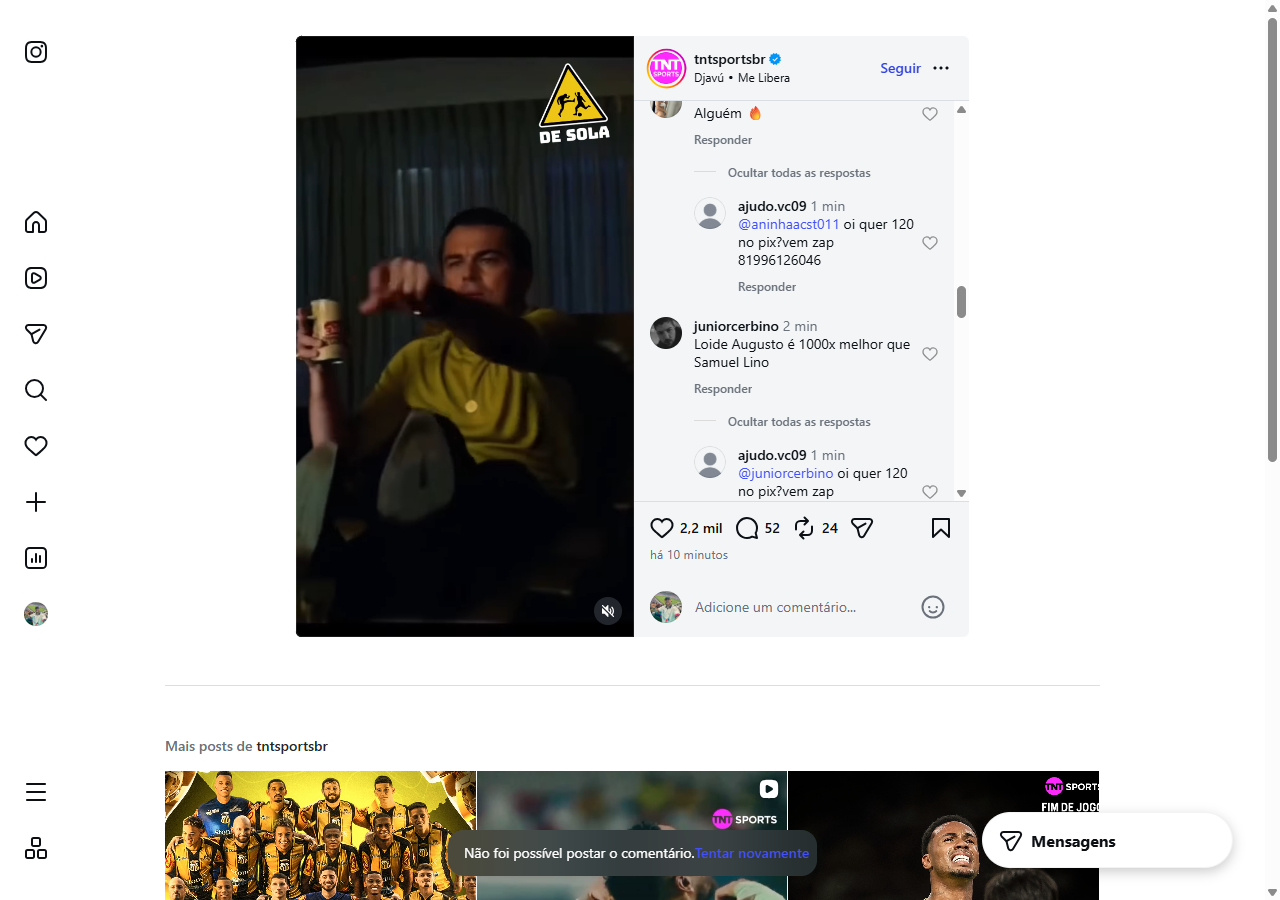 DE SOLA
TNT
SPORTS
tntsportsbr
Djavú • Me Libera
Seguir
Alguém 🔥
Responder
Ocultar todas as respostas
ajudo.vc09 1 min
@aninhaacst011 oi quer 120
no pix?vem zap
81996126046
Responder
juniorcerbino 2 min
Loide Augusto é 1000x melhor que
Samuel Lino
Responder
Ocultar todas as respostas
ajudo.vc09 1 min
@juniorcerbino oi quer 120
no pix?vem zap
2,2 mil
52
24
há 10 minutos
Adicione um comentário...
Mais posts de tntsportsbr
TNT SPORTS
TNT SPORTS
FIM DE JOGO
Não foi possível postar o comentário.Tentar novamente
Mensagens